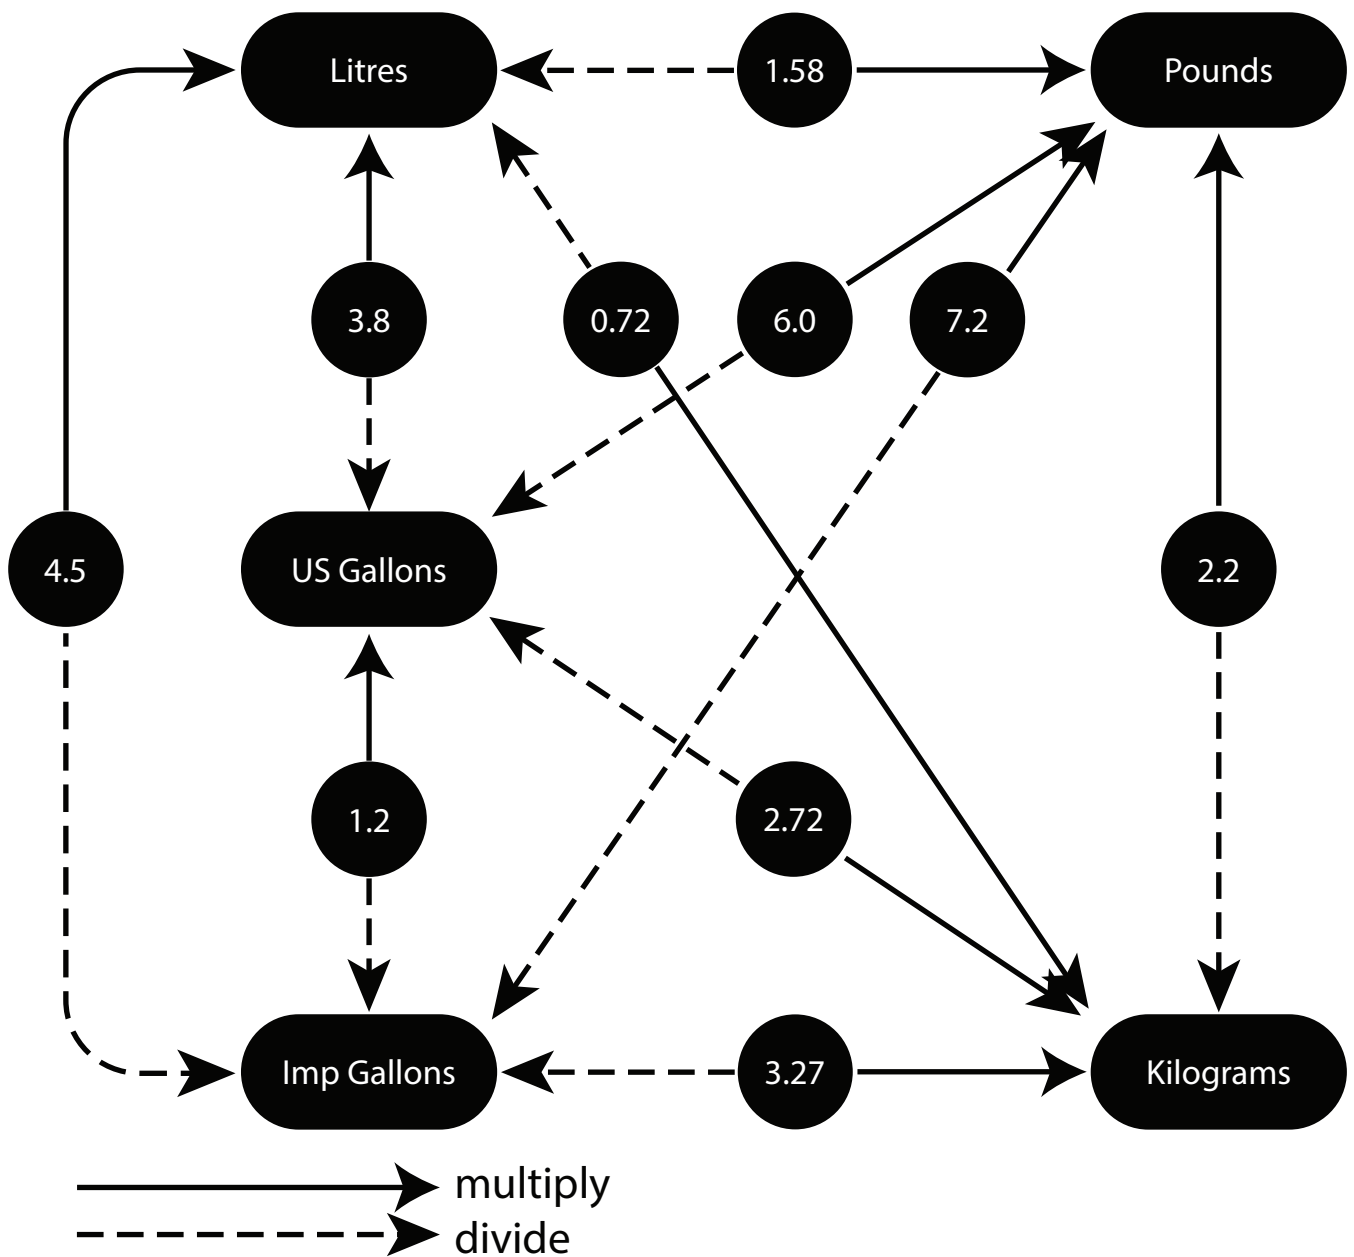 Litres
1.58
Pounds
3.8
0.72
6.0
7.2
4.5
US Gallons
2.2
1.2
2.72
Imp Gallons
3.27
Kilograms
multiply
divide